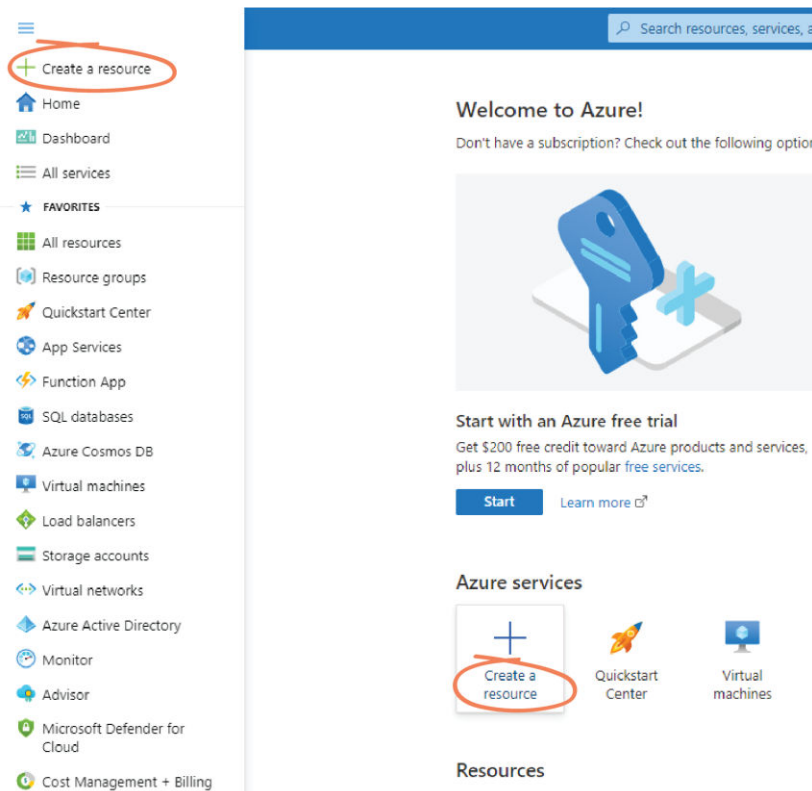 Create a resource
Home
Dashboard
All services
FAVORITES
All resources
Resource groups
Quickstart Center
App Services
Function App
SQL
SQL databases
Azure Cosmos DB
Virtual machines
Load balancers
Storage accounts
Virtual networks
Azure Active Directory
Monitor
Advisor
Microsoft Defender for
Cloud
Cost Management + Billing
Search resources, services, a
Welcome to Azure!
Don't have a subscription? Check out the following option
Start with an Azure free trial
Get $200 free credit toward Azure products and services,
plus 12 months of popular free services.
Start Learn more
Azure services
Create a
resource
Quickstart
Center
Virtual
machines
Resources